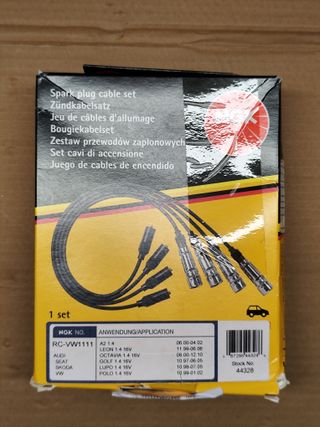 Spark plug cable set
Zündkabelsatz
Jeu de câbles d'allumage
Bougiekabelset
Zestaw przewodów zapłonowych
Set cavi di accensione
Juego de cables de encendido
1 set
NGK NO. ANWENDUNG/APPLICATION
RC-VW1111 A2 1.4 06.00-04.02
LEON 1.4 16V 11.99-06.06
AUDI OCTAVIA 1.4 16V 06.00-12.10
SEAT GOLF 1.4 16V 10.97-06.05
SKODA LUPO 1.4 16V 10.98-07.05
VW POLO 1.4 16V 10.99-01.02
Stock No.
44328